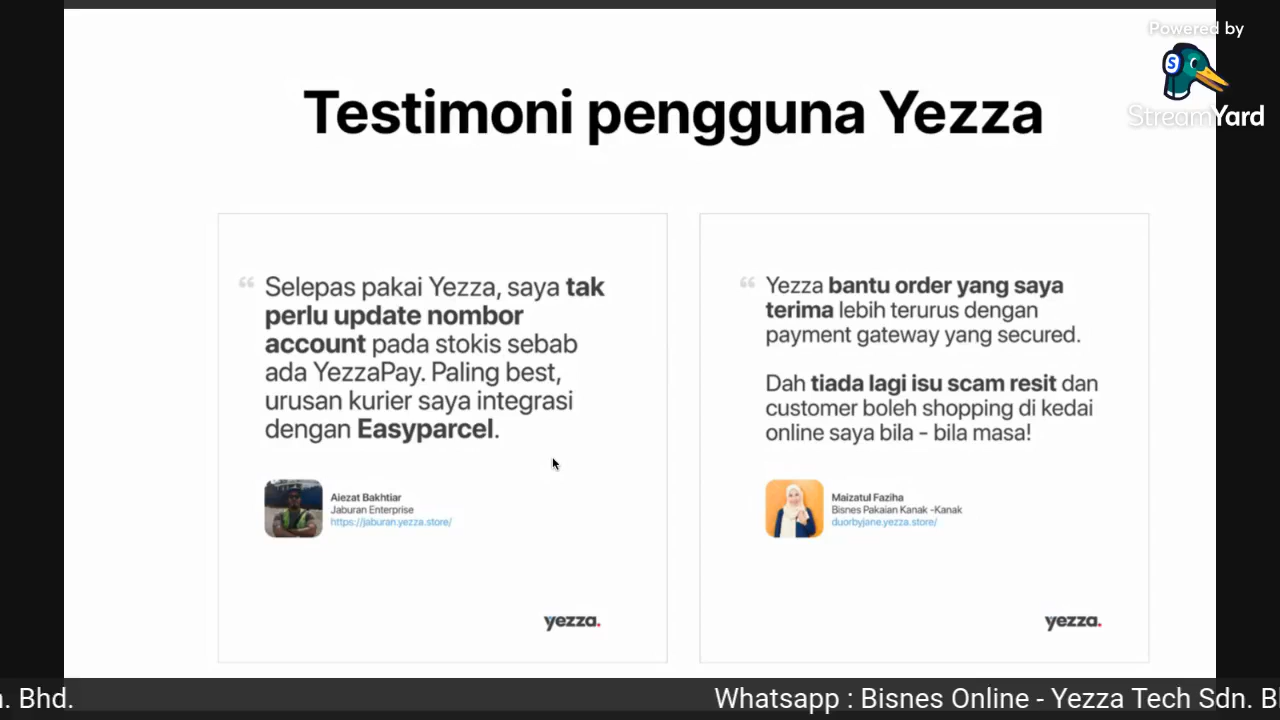 Powered by
StreamYard
Testimoni pengguna Yezza
“ Selepas pakai Yezza, saya tak
perlu update nombor
account pada stokis sebab
ada YezzaPay. Paling best,
urusan kurier saya integrasi
dengan Easyparcel.
Aiezat Bakhtiar
Jaburan Enterprise
https://jaburan.yezza.store/
yezza.
“ Yezza bantu order yang saya
terima lebih terurus dengan
payment gateway yang secured.
Dah tiada lagi isu scam resit dan
customer boleh shopping di kedai
online saya bila - bila masa!
Maizatul Faziha
Bisnes Pakaian Kanak -Kanak
duorbyjane.yezza.store/
yezza.
n. Bhd. Whatsapp : Bisnes Online - Yezza Tech Sdn. B